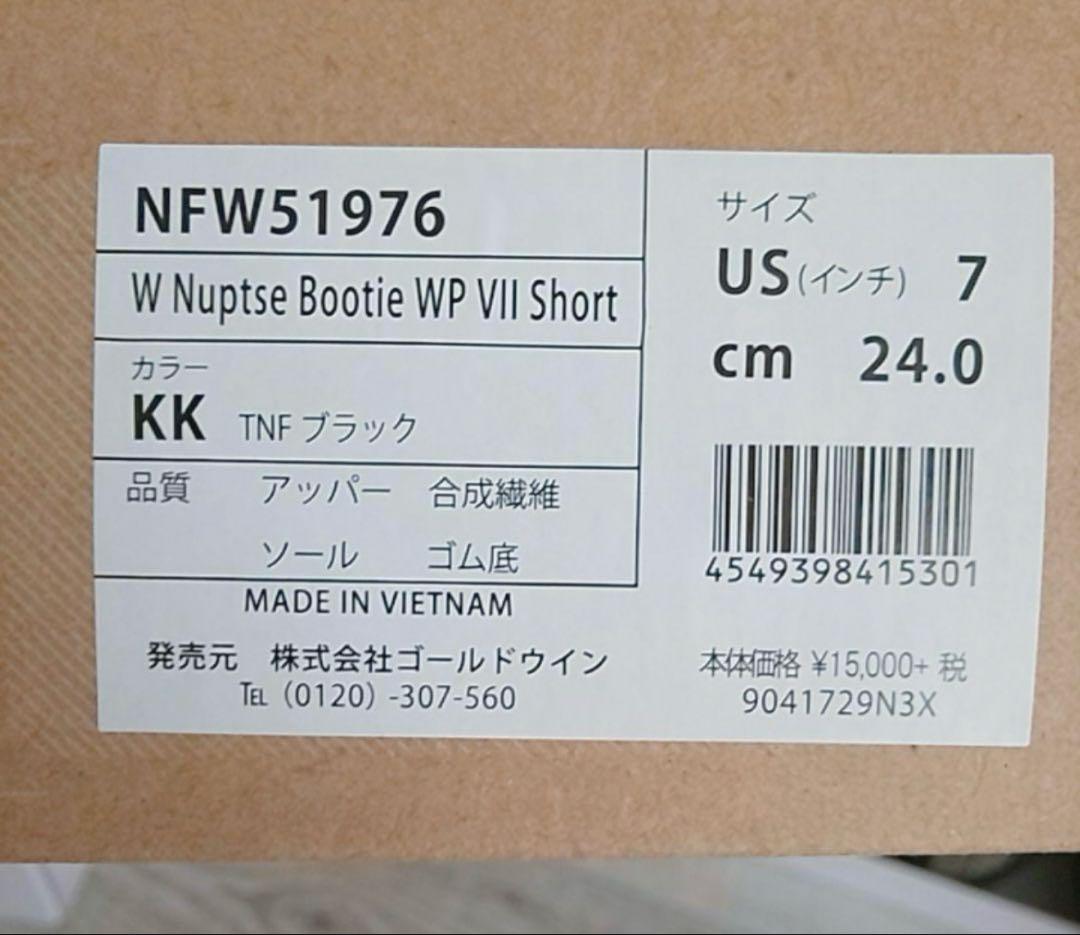 NFW51976
W Nuptse Bootie WP VII Short
カラー
KK TNF ブラック
品質 アッパー 合成繊維
ソール ゴム底
MADE IN VIETNAM
発売元 株式会社ゴールドウイン
TEL (0120) -307-560
サイズ
US (インチ) 7
cm 24.0
4549398415301
本体価格 ¥15,000+ 税
9041729N3X